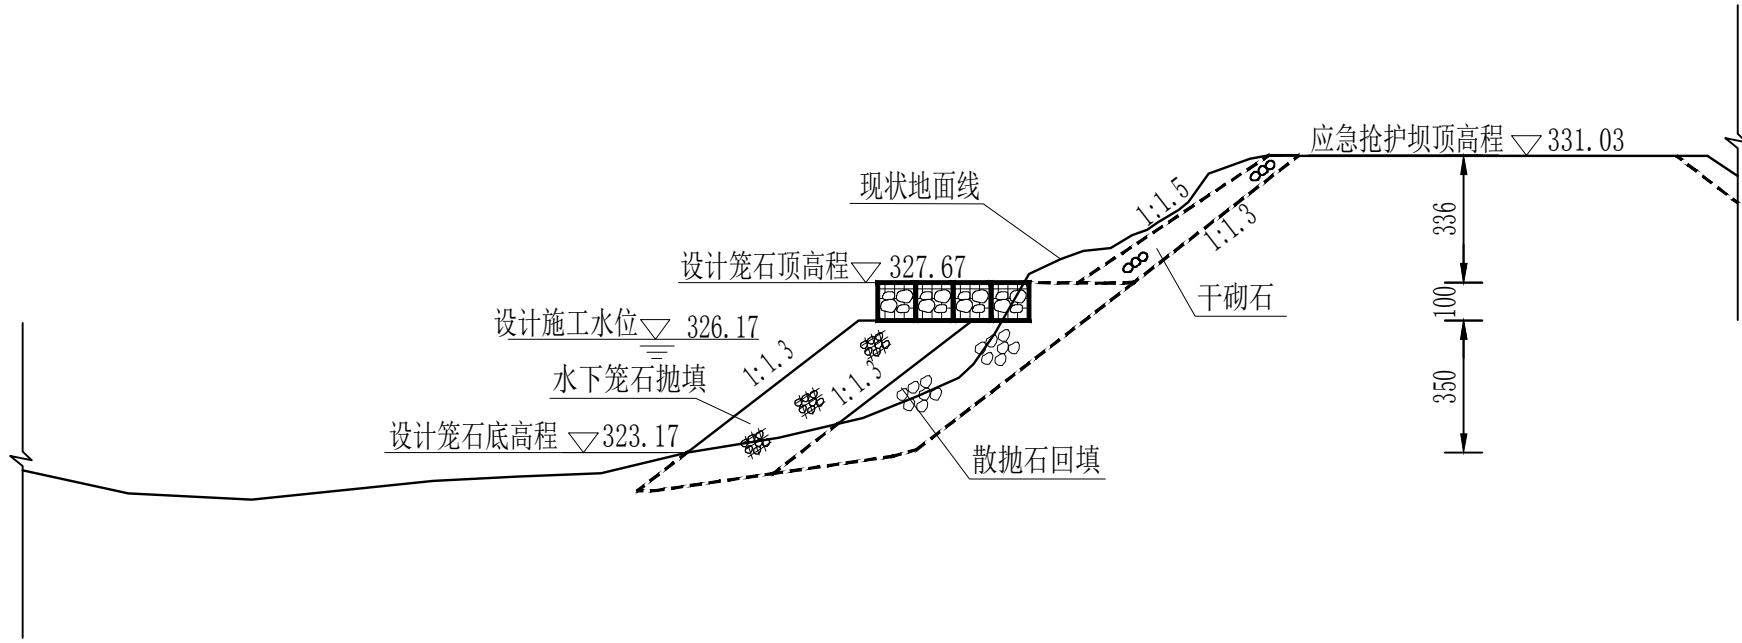 应急抢护坝顶高程 331.03
现状地面线
1:1.5
1:1.3
336
设计笼石顶高程 327.67
干砌石
100
设计施工水位 326.17
1:1.3
水下笼石抛填
1:1.3
350
设计笼石底高程 323.17
散抛石回填